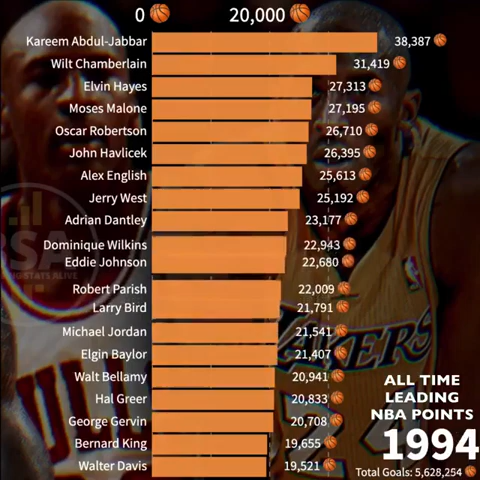 0 20,000
Kareem Abdul-Jabbar 38,387
Wilt Chamberlain 31,419
Elvin Hayes 27,313
Moses Malone 27,195
Oscar Robertson 26,710
John Havlicek 26,395
Alex English 25,613
Jerry West 25,192
Adrian Dantley 23,177
Dominique Wilkins 22,943
Eddie Johnson 22,680
Robert Parish 22,009
Larry Bird 21,791
Michael Jordan 21,541
Elgin Baylor 21,407
Walt Bellamy 20,941
Hal Greer 20,833
George Gervin 20,708
Bernard King 19,655
Walter Davis 19,521
ALL TIME
LEADING
NBA POINTS
1994
Total Goals: 5,628,254